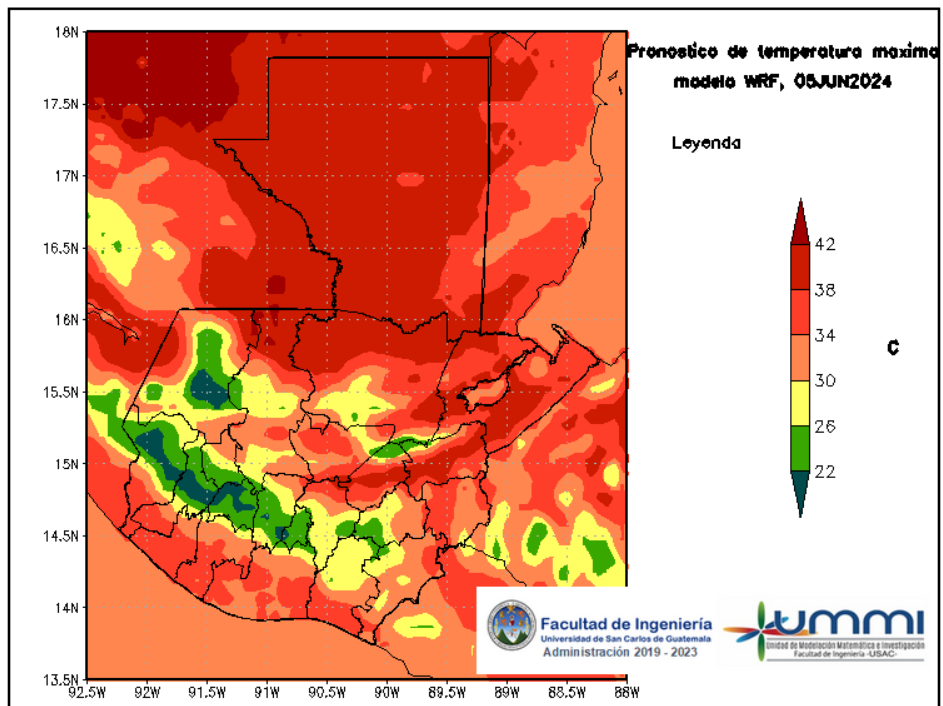 Pronostico de temperatura maxima
modelo WRF, 05JUN2024
Leyenda
18N
17.5N
17N
16.5N
16N
15.5N
15N
14.5N
14N
13.5N
92.5W
92W
91.5W
91W
90.5W
90W
89.5W
89W
88.5W
88W
42
38
34
30
26
22
C
Facultad de Ingeniería
Universidad de San Carlos de Guatemala
Administración 2019 - 2023
UMMI
Unidad de Modelación Matemática e Investigación
Facultad de Ingeniería -USAC-